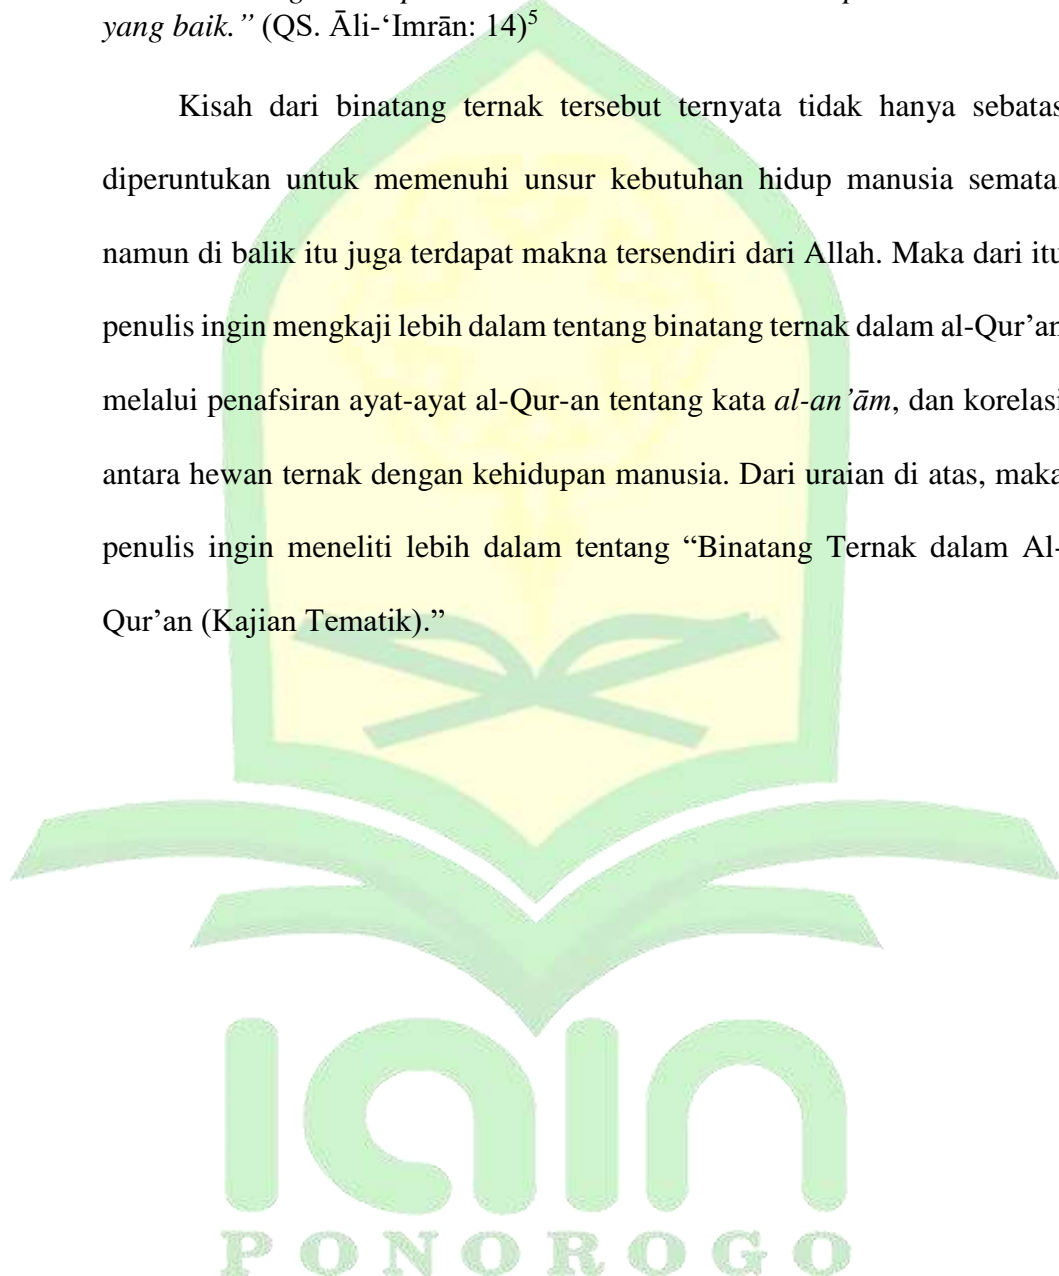 yang baik.” (QS. Āli-‘Imrān: 14)5
Kisah dari binatang ternak tersebut ternyata tidak hanya sebatas
diperuntukan untuk memenuhi unsur kebutuhan hidup manusia semata,
namun di balik itu juga terdapat makna tersendiri dari Allah. Maka dari itu
penulis ingin mengkaji lebih dalam tentang binatang ternak dalam al-Qur’an
melalui penafsiran ayat-ayat al-Qur-an tentang kata al-an’ām, dan korelasi
antara hewan ternak dengan kehidupan manusia. Dari uraian di atas, maka
penulis ingin meneliti lebih dalam tentang “Binatang Ternak dalam Al-
Qur’an (Kajian Tematik).”
IAIN
PONOROGO